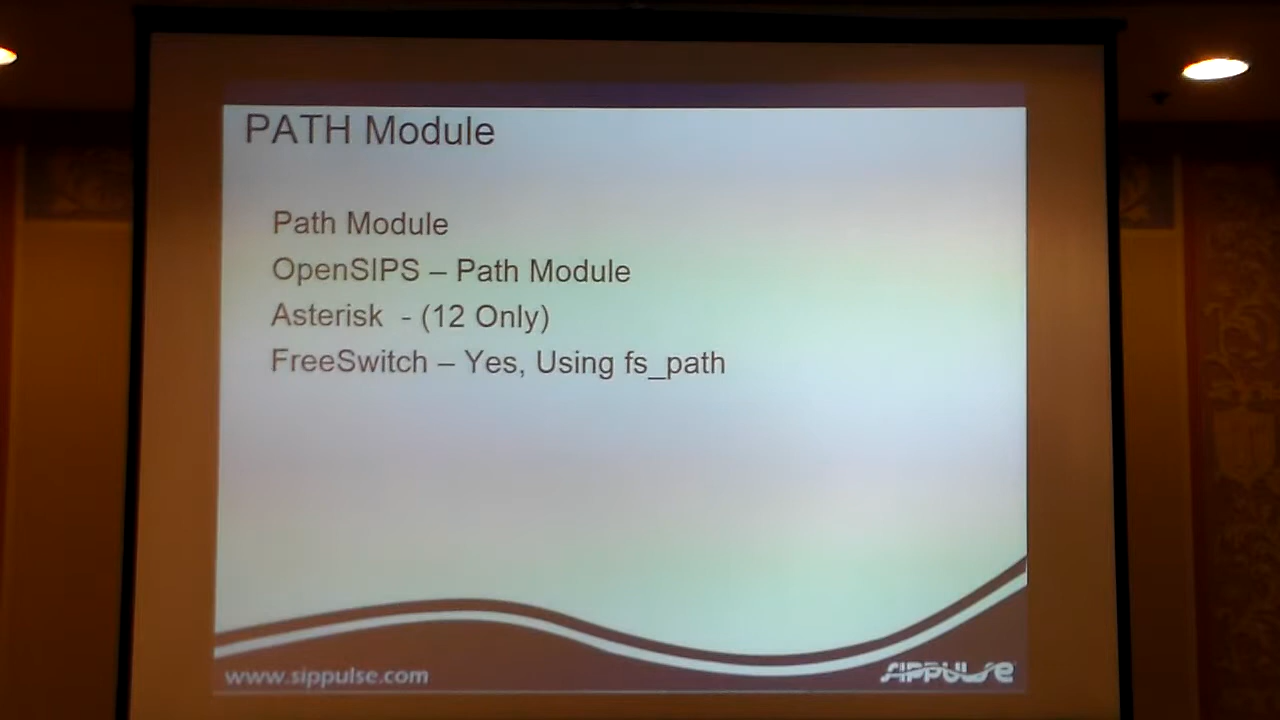 PATH Module
Path Module
OpenSIPS – Path Module
Asterisk - (12 Only)
FreeSwitch – Yes, Using fs_path
www.sippulse.com
SIPPULSE